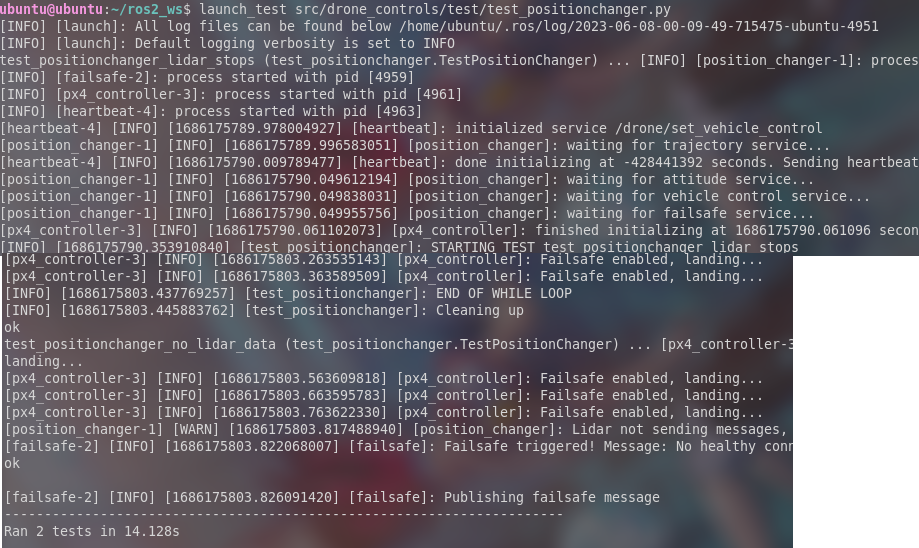 ubuntu@ubuntu:~/ros2_ws$ launch_test src/drone_controls/test/test_positionchanger.py
[INFO] [launch]: All log files can be found below /home/ubuntu/.ros/log/2023-06-08-00-09-49-715475-ubuntu-4951
[INFO] [launch]: Default logging verbosity is set to INFO
test_positionchanger_lidar_stops (test_positionchanger.TestPositionChanger) ... [INFO] [position_changer-1]: proces
[INFO] [failsafe-2]: process started with pid [4959]
[INFO] [px4_controller-3]: process started with pid [4961]
[INFO] [heartbeat-4]: process started with pid [4963]
[heartbeat-4] [INFO] [1686175789.978004927] [heartbeat]: initialized service /drone/set_vehicle_control
[position_changer-1] [INFO] [1686175789.996583051] [position_changer]: waiting for trajectory service...
[heartbeat-4] [INFO] [1686175790.009789477] [heartbeat]: done initializing at -428441392 seconds. Sending heartbeat
[position_changer-1] [INFO] [1686175790.049612194] [position_changer]: waiting for attitude service...
[position_changer-1] [INFO] [1686175790.049838031] [position_changer]: waiting for vehicle control service...
[position_changer-1] [INFO] [1686175790.049955756] [position_changer]: waiting for failsafe service...
[px4_controller-3] [INFO] [1686175790.061102073] [px4_controller]: finished initializing at 1686175790.061096 secon
[INFO] [1686175790.353910840] [test_positionchanger]: STARTING TEST test_positionchanger_lidar_stops
[px4_controller-3] [INFO] [1686175803.263535143] [px4_controller]: Failsafe enabled, landing...
[px4_controller-3] [INFO] [1686175803.363589509] [px4_controller]: Failsafe enabled, landing...
[INFO] [1686175803.437769257] [test_positionchanger]: END OF WHILE LOOP
[INFO] [1686175803.445883762] [test_positionchanger]: Cleaning up
ok
test_positionchanger_no_lidar_data (test_positionchanger.TestPositionChanger) ... [px4_controller-3
landing...
[px4_controller-3] [INFO] [1686175803.563609818] [px4_controller]: Failsafe enabled, landing...
[px4_controller-3] [INFO] [1686175803.663595783] [px4_controller]: Failsafe enabled, landing...
[px4_controller-3] [INFO] [1686175803.763622330] [px4_controller]: Failsafe enabled, landing...
[position_changer-1] [WARN] [1686175803.817488940] [position_changer]: Lidar not sending messages,
[failsafe-2] [INFO] [1686175803.822068007] [failsafe]: Failsafe triggered! Message: No healthy conn
ok
[failsafe-2] [INFO] [1686175803.826091420] [failsafe]: Publishing failsafe message
----------------------------------------------------------------------
Ran 2 tests in 14.128s